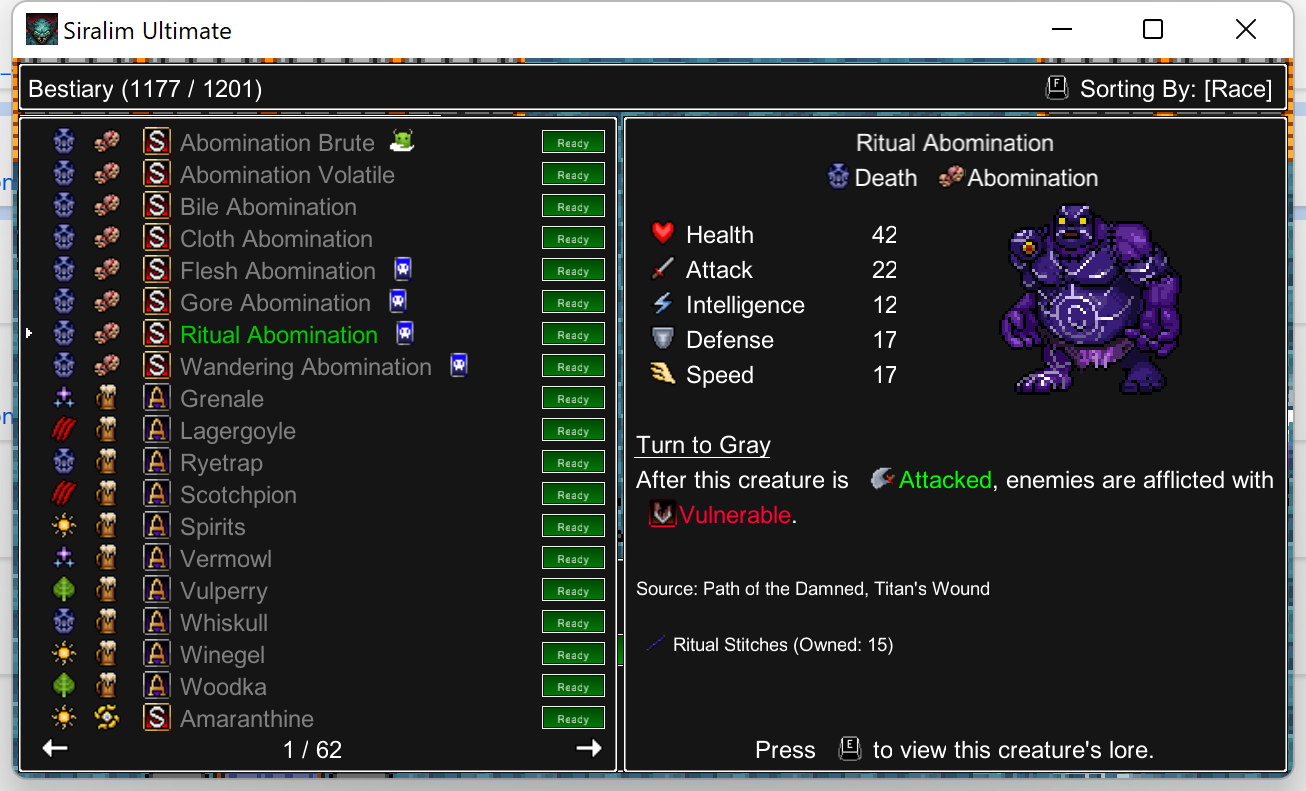 Siralim Ultimate
Bestiary (1177 / 1201)
F Sorting By: [Race]
S Abomination Brute Ready
S Abomination Volatile Ready
S Bile Abomination Ready
S Cloth Abomination Ready
S Flesh Abomination Ready
S Gore Abomination Ready
S Ritual Abomination Ready
S Wandering Abomination Ready
A Grenale Ready
A Lagergoyle Ready
A Ryetrap Ready
A Scotchpion Ready
A Spirits Ready
A Vermowl Ready
A Vulperry Ready
A Whiskull Ready
A Winegel Ready
A Woodka Ready
S Amaranthine Ready
1 / 62
Ritual Abomination
Death Abomination
Health 42
Attack 22
Intelligence 12
Defense 17
Speed 17
Turn to Gray
After this creature is Attacked, enemies are afflicted with
Vulnerable.
Source: Path of the Damned, Titan's Wound
Ritual Stitches (Owned: 15)
Press E to view this creature's lore.